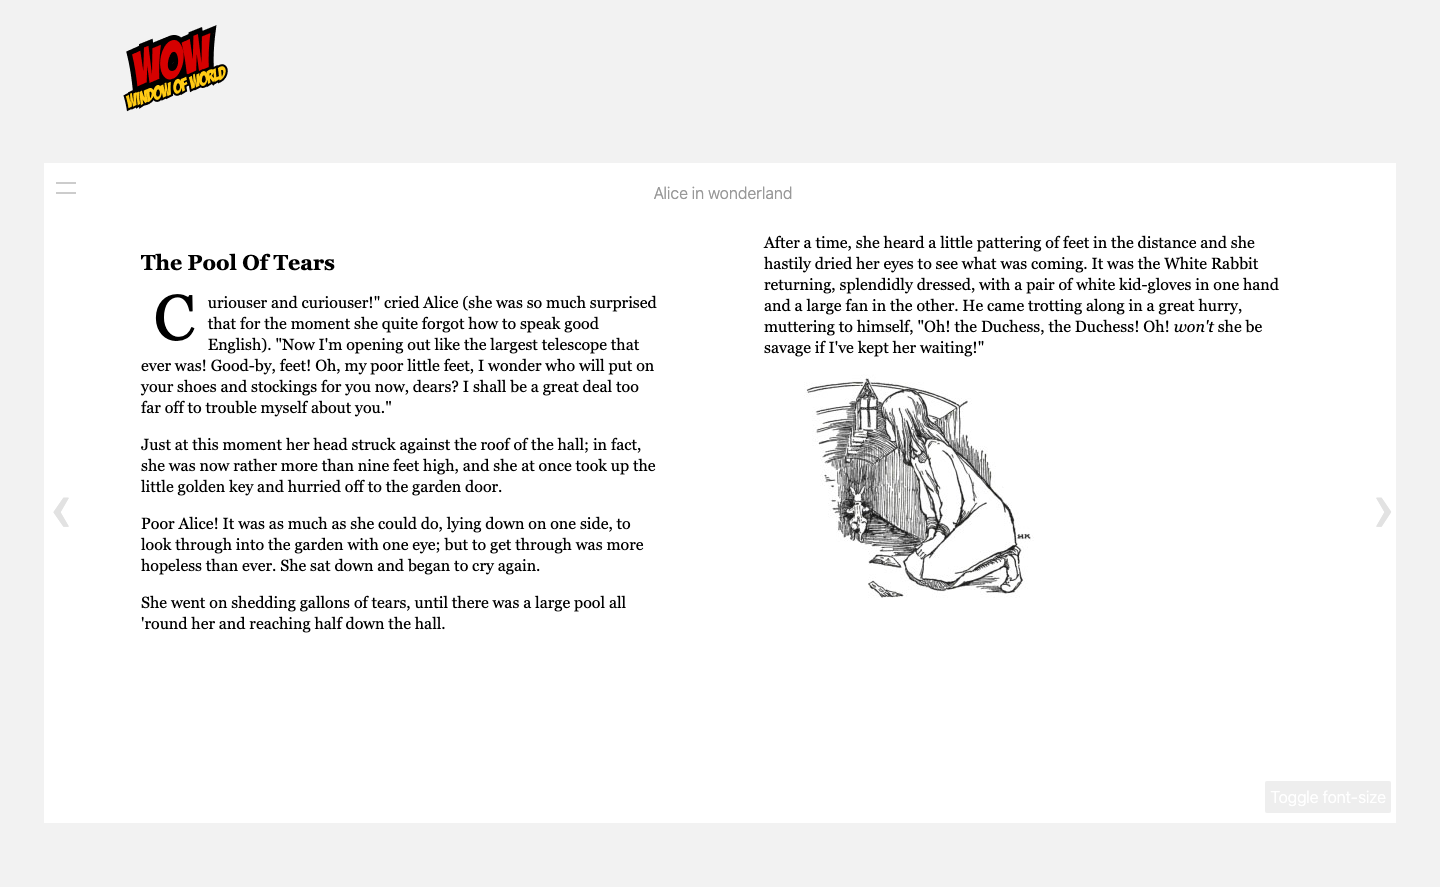 WOW
WINDOW OF WORLD
Alice in wonderland
The Pool Of Tears
Curiouser and curiouser!" cried Alice (she was so much surprised
that for the moment she quite forgot how to speak good
English). "Now I'm opening out like the largest telescope that
ever was! Good-by, feet! Oh, my poor little feet, I wonder who will put on
your shoes and stockings for you now, dears? I shall be a great deal too
far off to trouble myself about you."
Just at this moment her head struck against the roof of the hall; in fact,
she was now rather more than nine feet high, and she at once took up the
little golden key and hurried off to the garden door.
Poor Alice! It was as much as she could do, lying down on one side, to
look through into the garden with one eye; but to get through was more
hopeless than ever. She sat down and began to cry again.
She went on shedding gallons of tears, until there was a large pool all
'round her and reaching half down the hall.
After a time, she heard a little pattering of feet in the distance and she
hastily dried her eyes to see what was coming. It was the White Rabbit
returning, splendidly dressed, with a pair of white kid-gloves in one hand
and a large fan in the other. He came trotting along in a great hurry,
muttering to himself, "Oh! the Duchess, the Duchess! Oh! won't she be
savage if I've kept her waiting!"
Toggle font-size